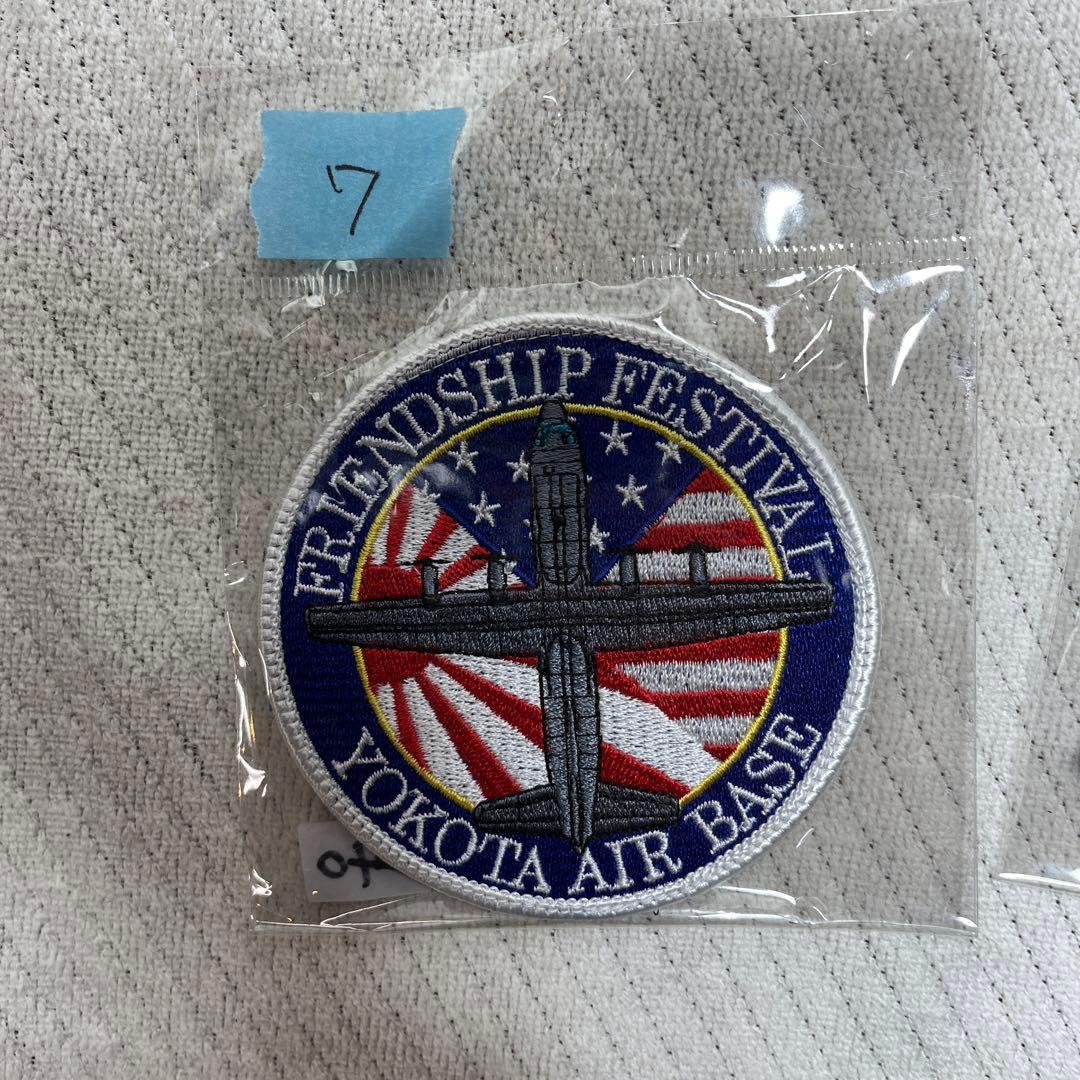 7
FRIENDSHIP FESTIVAL
YOKOTA AIR BASE